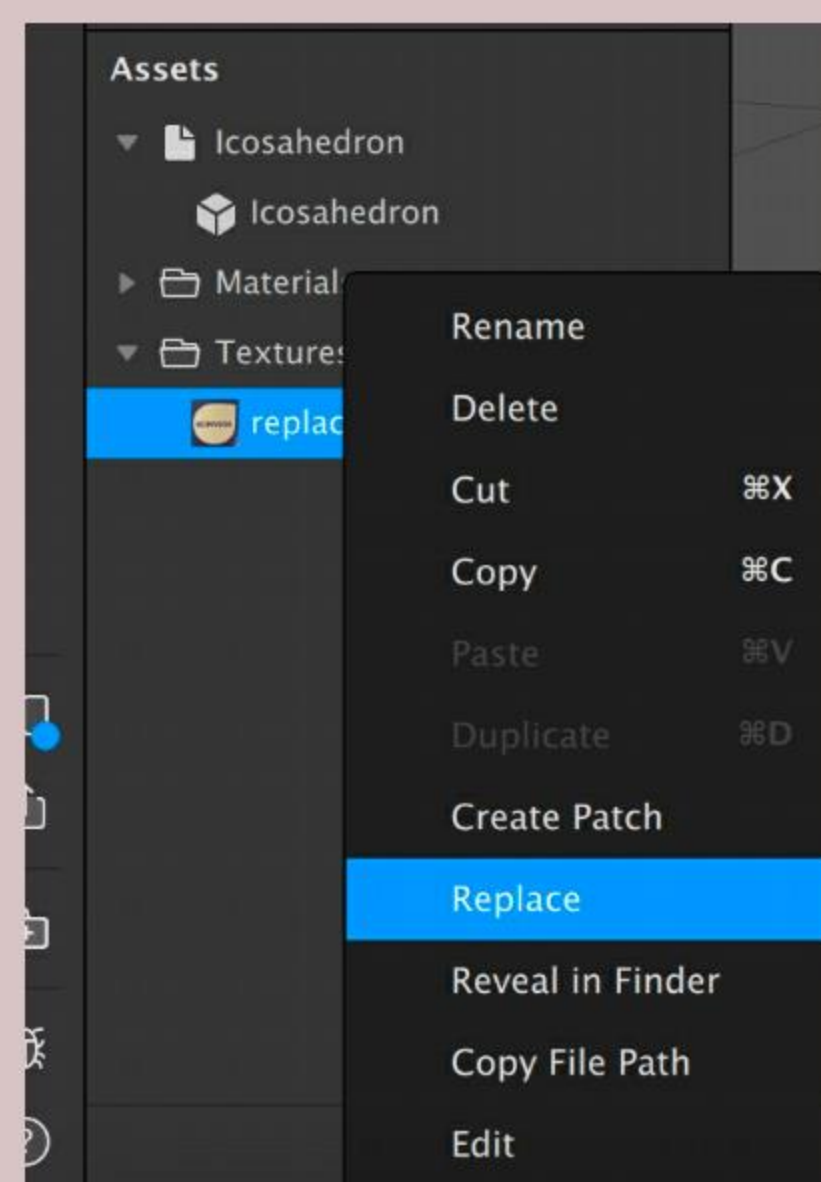 Assets
Icosahedron
Icosahedron
Material
Textures
replac
Rename
Delete
Cut ⌘X
Copy ⌘C
Paste ⌘V
Duplicate ⌘D
Create Patch
Replace
Reveal in Finder
Copy File Path
Edit